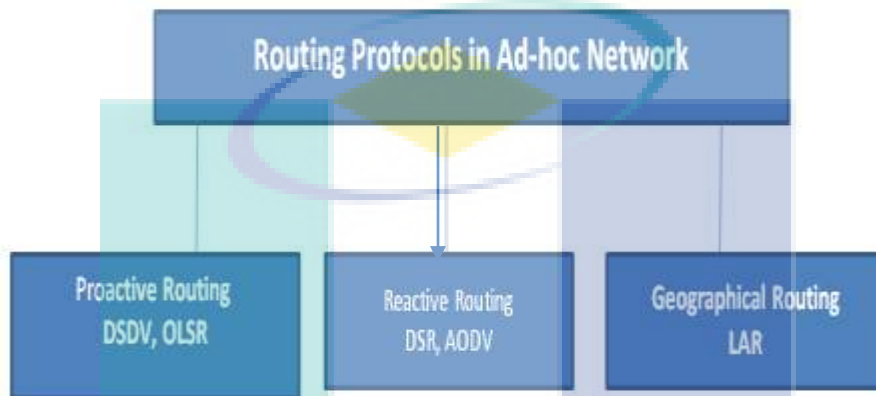 Routing Protocols in Ad-hoc Network
Proactive Routing
DSDV, OLSR
Reactive Routing
DSR, AODV
Geographical Routing
LAR